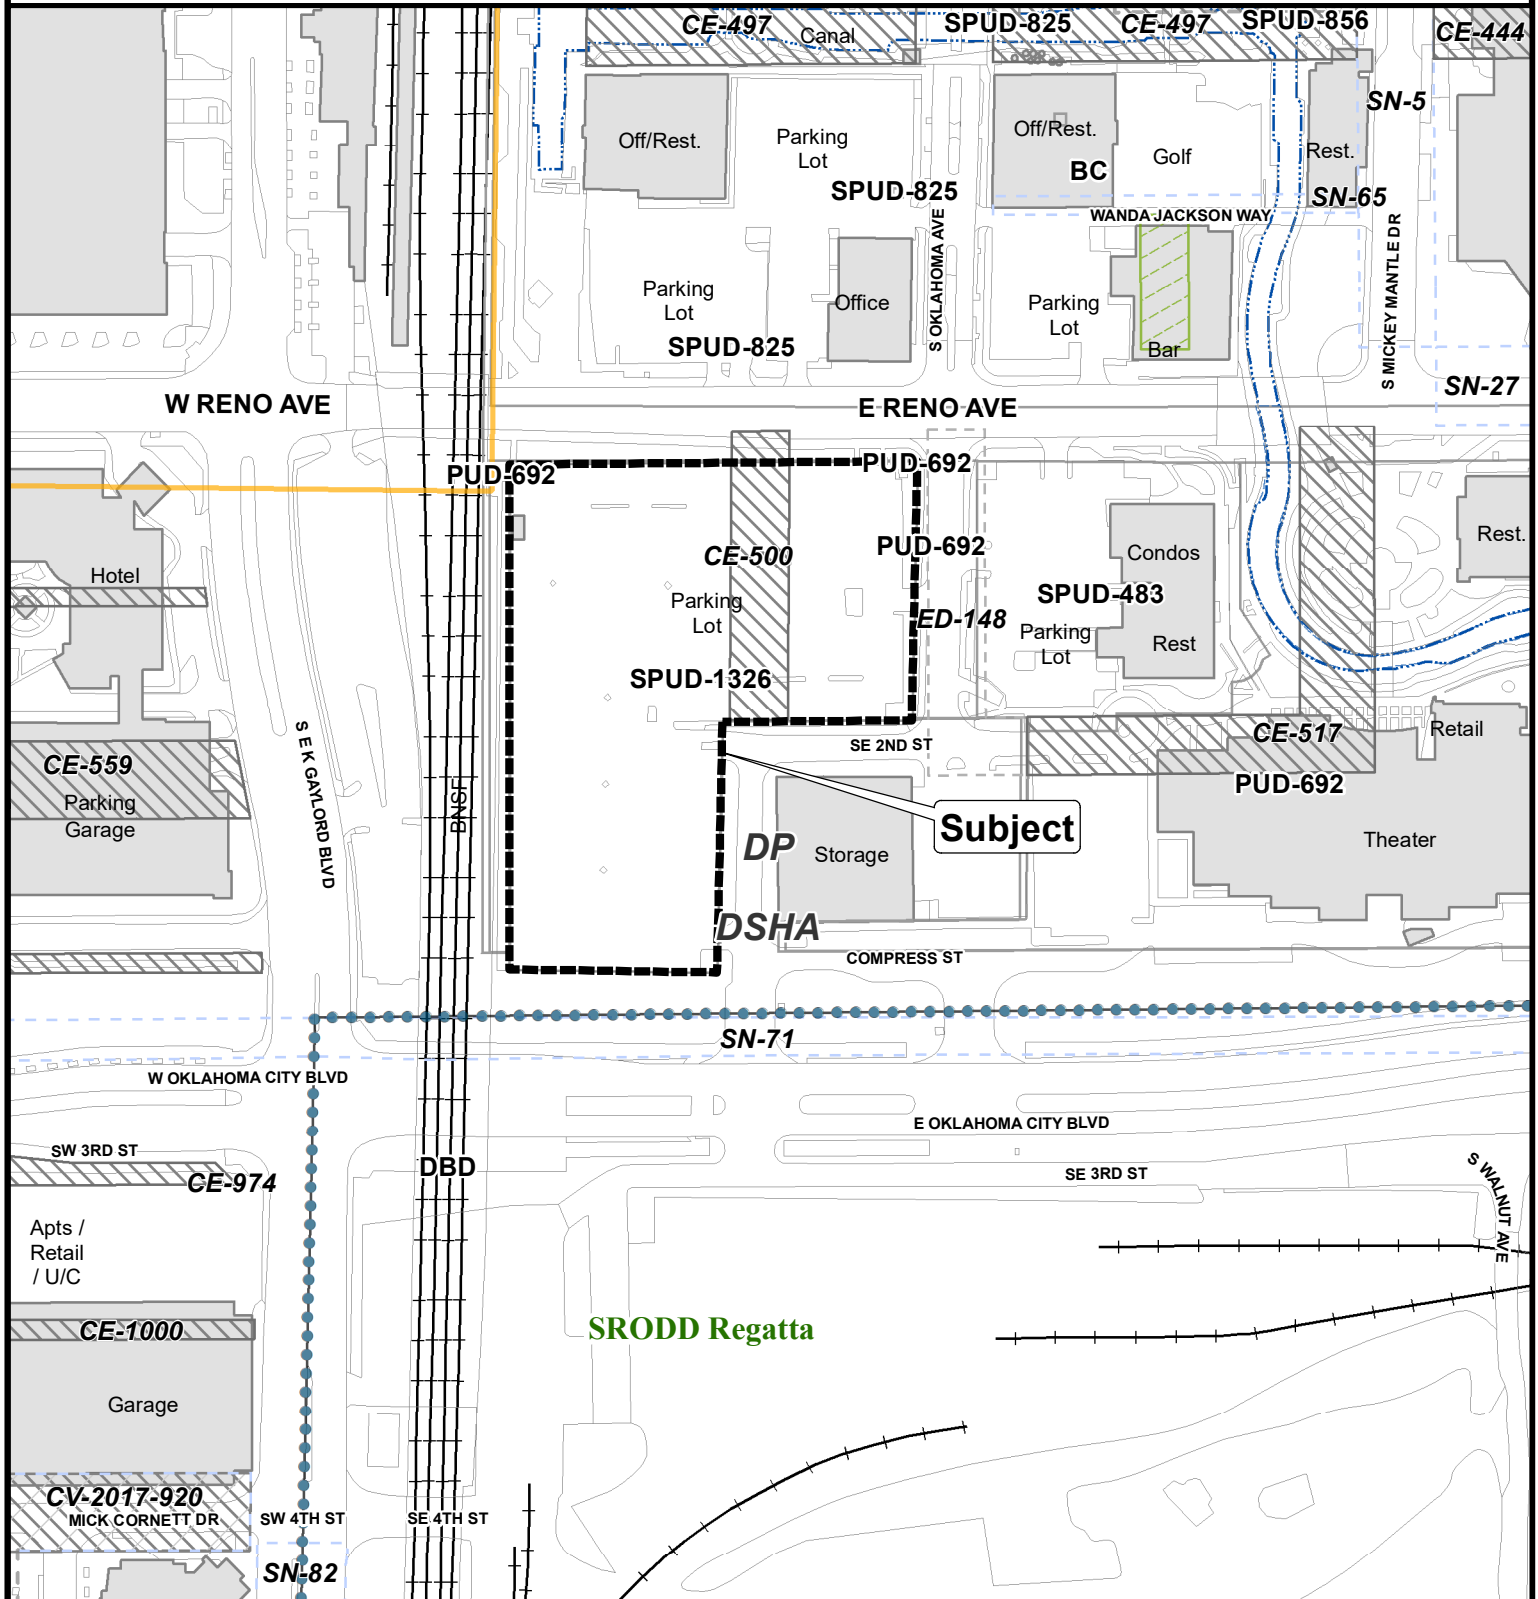 CE-497
Canal
SPUD-825
CE-497
SPUD-856
CE-444
SN-5
Off/Rest.
Parking
Lot
Off/Rest.
BC
Golf
Rest.
SPUD-825
SN-65
WANDA JACKSON WAY
S OKLAHOMA AVE
S MICKEY MANTLE DR
Parking
Lot
Office
Parking
Lot
Bar
SPUD-825
SN-27
W RENO AVE
E RENO AVE
PUD-692
PUD-692
PUD-692
CE-500
Condos
Rest.
Hotel
Parking
Lot
SPUD-483
ED-148
Parking
Lot
Rest
SPUD-1326
S E K GAYLORD BLVD
SE 2ND ST
CE-517
Retail
PUD-692
CE-559
Parking
Garage
BNSF
Subject
DP
Storage
Theater
DSHA
COMPRESS ST
SN-71
W OKLAHOMA CITY BLVD
E OKLAHOMA CITY BLVD
SW 3RD ST
DBD
SE 3RD ST
CE-974
S WALNUT AVE
Apts /
Retail
/ U/C
CE-1000
SRODD Regatta
Garage
CV-2017-920
MICK CORNETT DR
SW 4TH ST
SE 4TH ST
SN-82